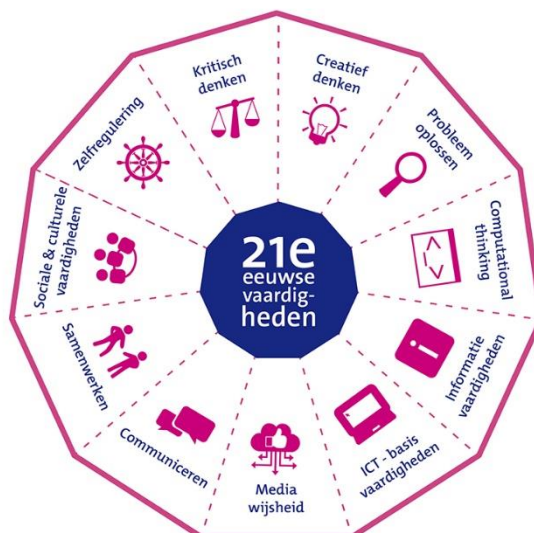 21e
eeuwse
vaardig-
heden
Kritisch
denken
Creatief
denken
Probleem
oplossen
Computational
thinking
Informatie
vaardigheden
ICT - basis
vaardigheden
Media
wijsheid
Communiceren
Samenwerken
Sociale & culturele
vaardigheden
Zelfregulering